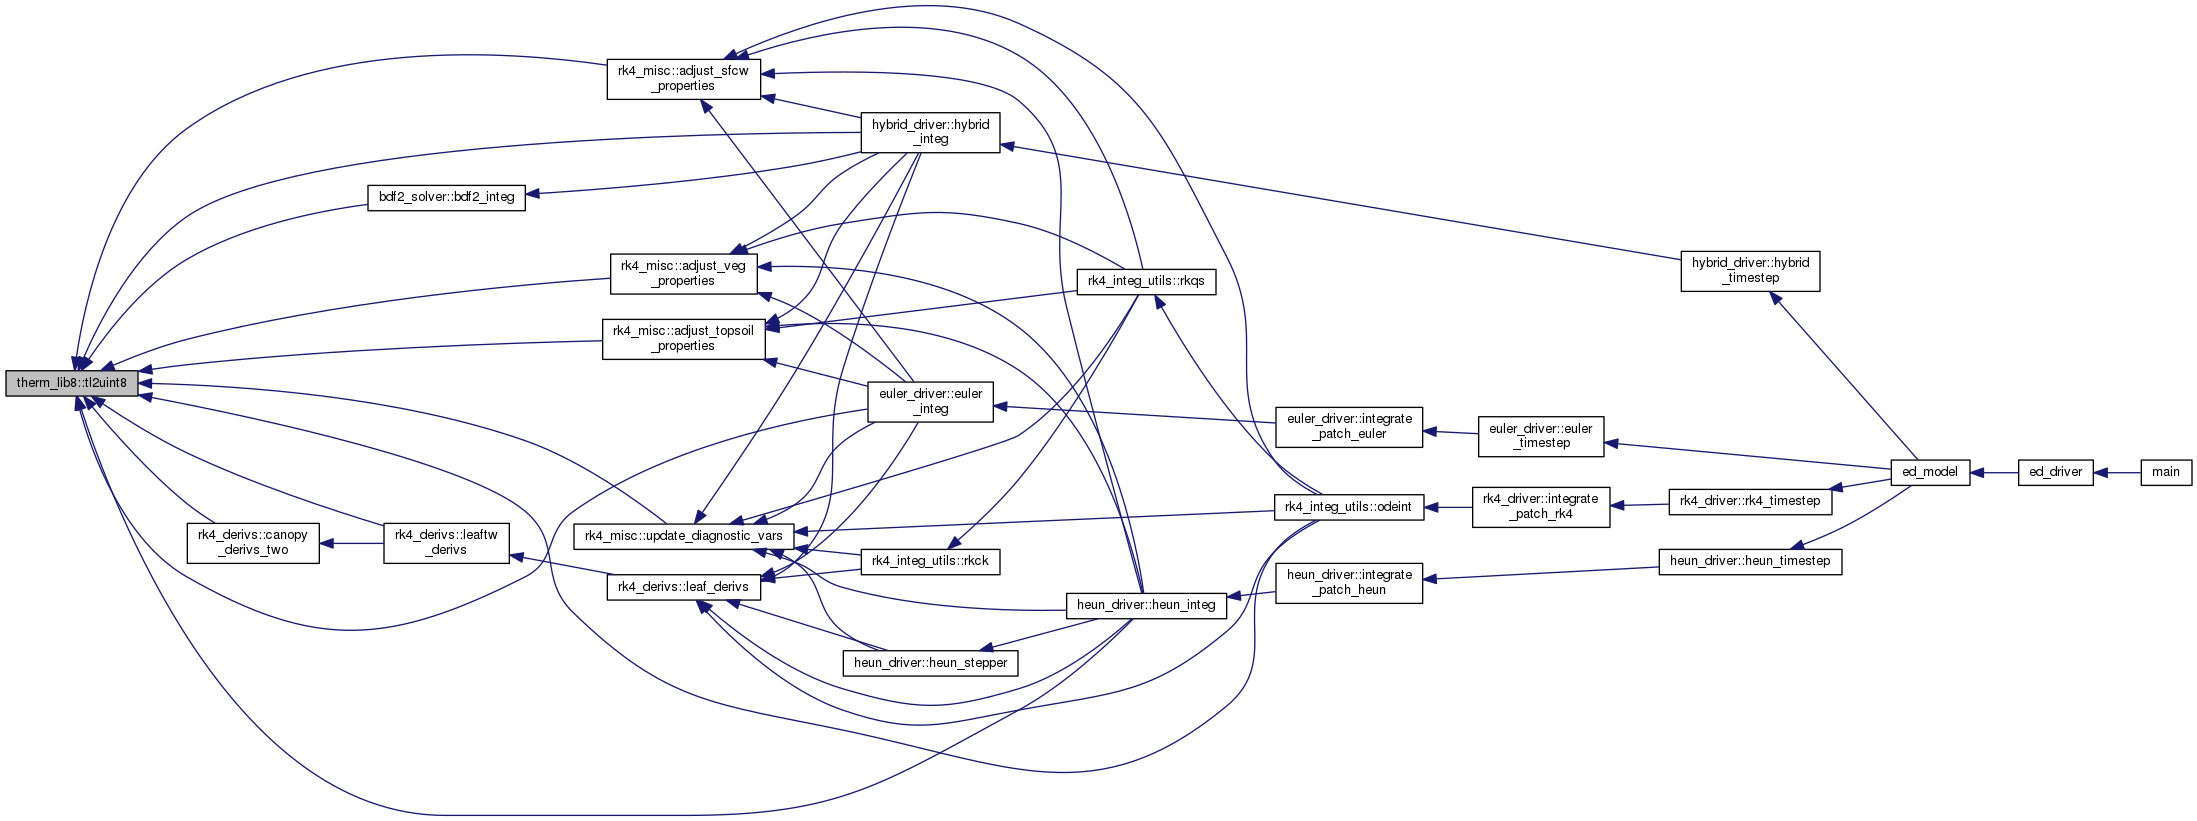 rk4_misc::adjust_sfcw
_properties
hybrid_driver::hybrid
_integ
bdf2_solver::bdf2_integ
rk4_misc::adjust_veg
_properties
rk4_integ_utils::rkqs
hybrid_driver::hybrid
_timestep
rk4_misc::adjust_topsoil
_properties
therm_lib8::tl2uint8
euler_driver::euler
_integ
euler_driver::integrate
_patch_euler
euler_driver::euler
_timestep
ed_model
ed_driver
main
rk4_derivs::canopy
_derivs_two
rk4_derivs::leaftw
_derivs
rk4_misc::update_diagnostic_vars
rk4_integ_utils::odeint
rk4_driver::integrate
_patch_rk4
rk4_driver::rk4_timestep
rk4_integ_utils::rkck
rk4_derivs::leaf_derivs
heun_driver::heun_integ
heun_driver::integrate
_patch_heun
heun_driver::heun_timestep
heun_driver::heun_stepper